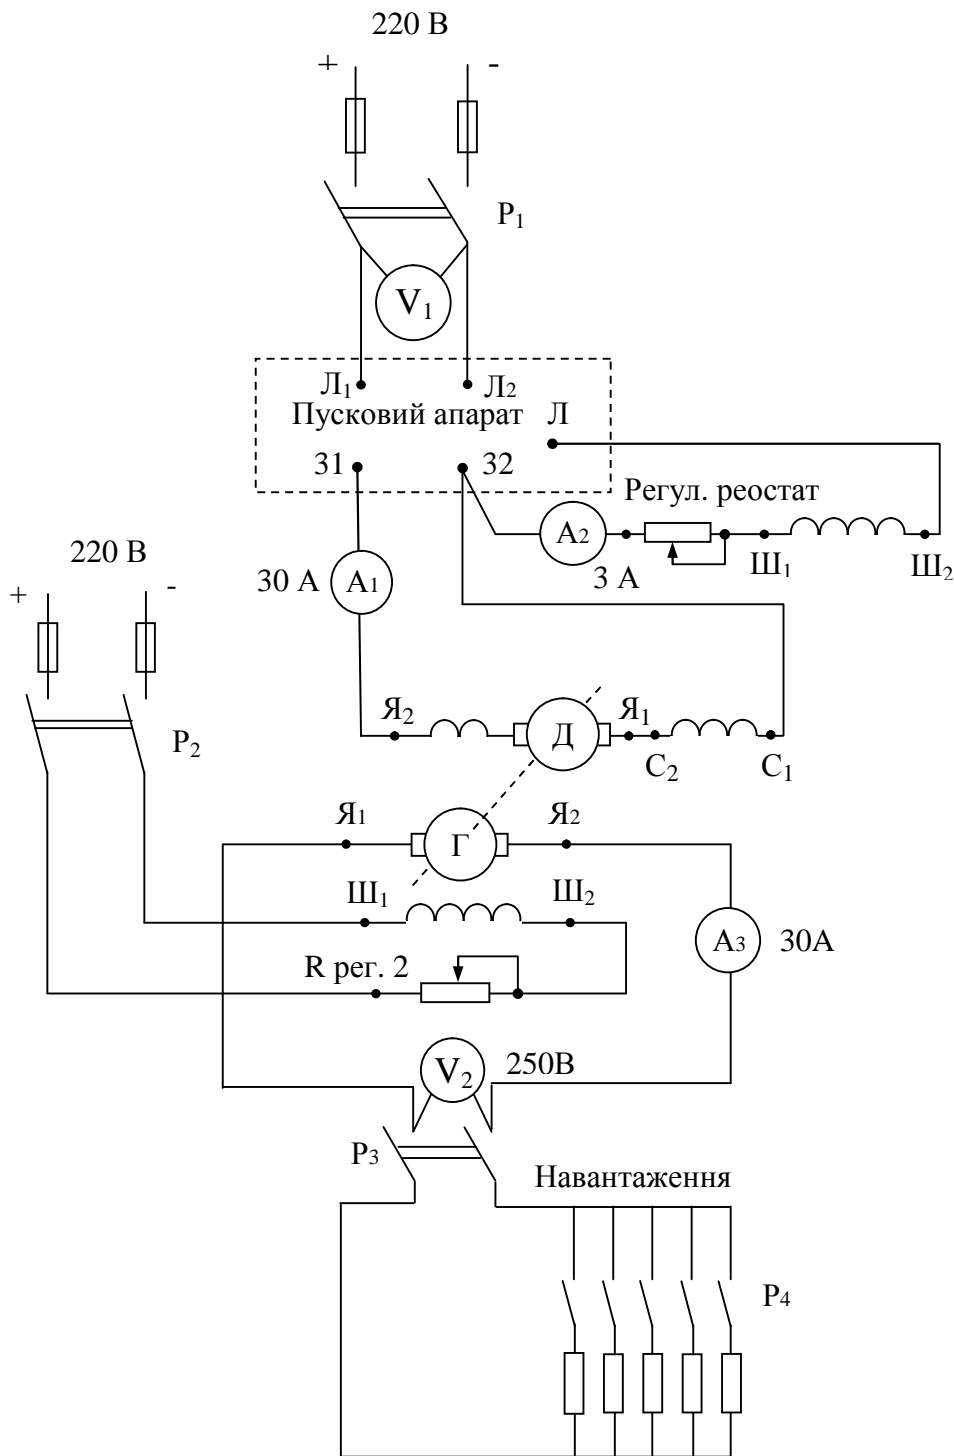 220 В
+ -
Р₁
V₁
Л₁ Л₂
Пусковий апарат Л
31 32
Регул. реостат
А₂
Ш₁ Ш₂
3 А
220 В
+ -
30 А А₁
Р₂
Я₂ Д Я₁
С₂ С₁
Я₁ Г Я₂
Ш₁ Ш₂
А₃ 30А
R рег. 2
V₂ 250В
Р₃
Навантаження
Р₄